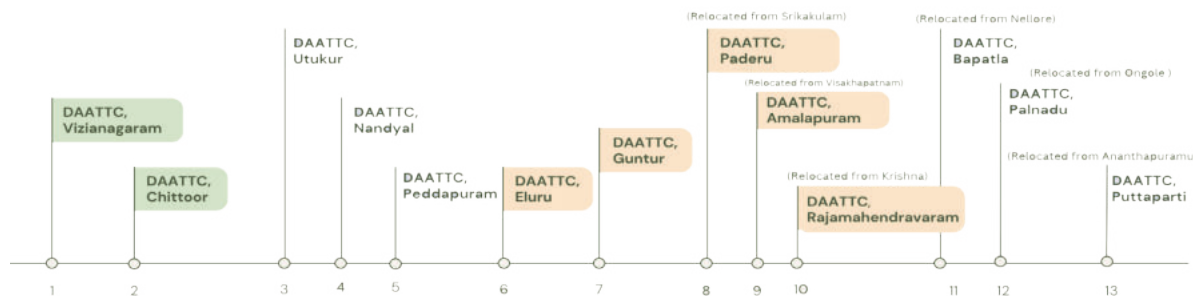 DAATTC,
Vizianagaram
DAATTC,
Chittoor
DAATTC,
Utukur
DAATTC,
Nandyal
DAATTC,
Peddapuram
DAATTC,
Eluru
DAATTC,
Guntur
(Relocated from Srikakulam)
DAATTC,
Paderu
(Relocated from Visakhapatnam)
DAATTC,
Amalapuram
(Relocated from Krishna)
DAATTC,
Rajamahendravaram
(Relocated from Nellore)
DAATTC,
Bapatla
(Relocated from Ongole )
DAATTC,
Palnadu
(Relocated from Ananthapuramu
DAATTC,
Puttaparti
1 2 3 4 5 6 7 8 9 10 11 12 13